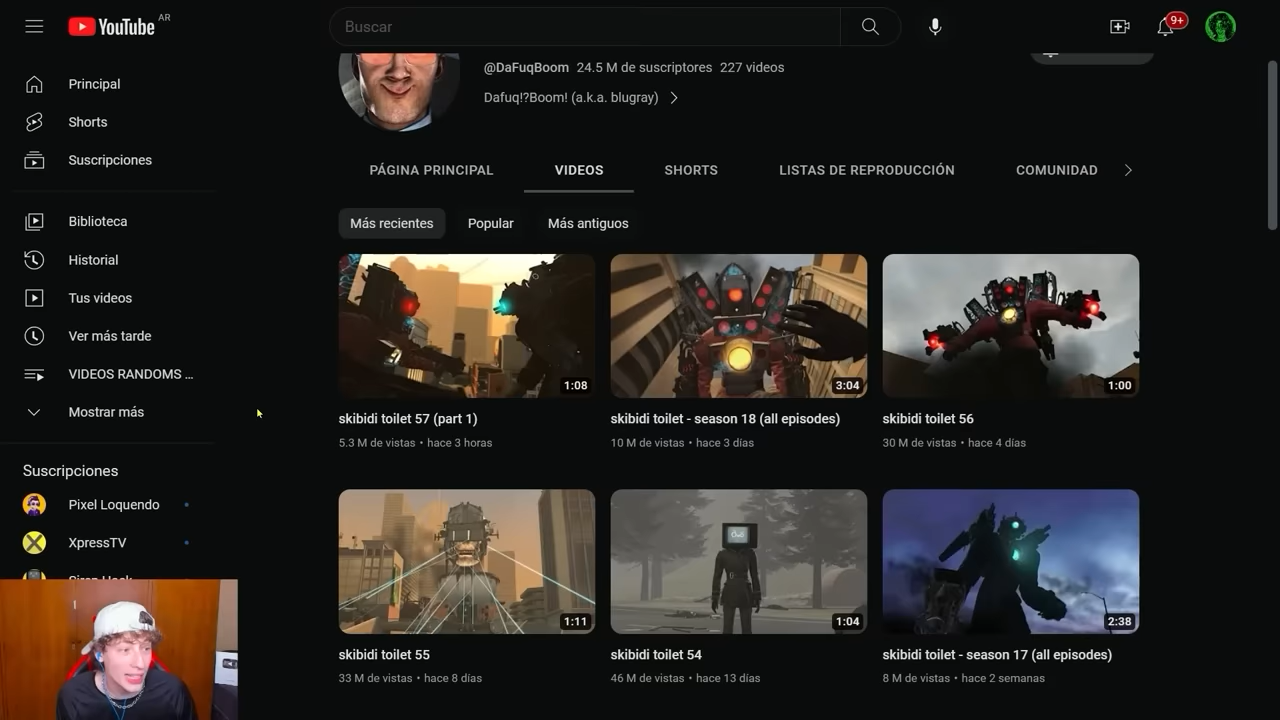 YouTube AR
Buscar
9+
Principal
Shorts
Suscripciones
Biblioteca
Historial
Tus videos
Ver más tarde
VIDEOS RANDOMS ...
Mostrar más
Suscripciones
Pixel Loquendo
XpressTV
@DaFuqBoom 24.5 M de suscriptores 227 videos
Dafuq!?Boom! (a.k.a. blugray)
PÁGINA PRINCIPAL VIDEOS SHORTS LISTAS DE REPRODUCCIÓN COMUNIDAD
Más recientes Popular Más antiguos
1:08
skibidi toilet 57 (part 1)
5.3 M de vistas • hace 3 horas
3:04
skibidi toilet - season 18 (all episodes)
10 M de vistas • hace 3 días
1:00
skibidi toilet 56
30 M de vistas • hace 4 días
1:11
skibidi toilet 55
33 M de vistas • hace 8 días
OwO
1:04
skibidi toilet 54
46 M de vistas • hace 13 días
2:38
skibidi toilet - season 17 (all episodes)
8 M de vistas • hace 2 semanas